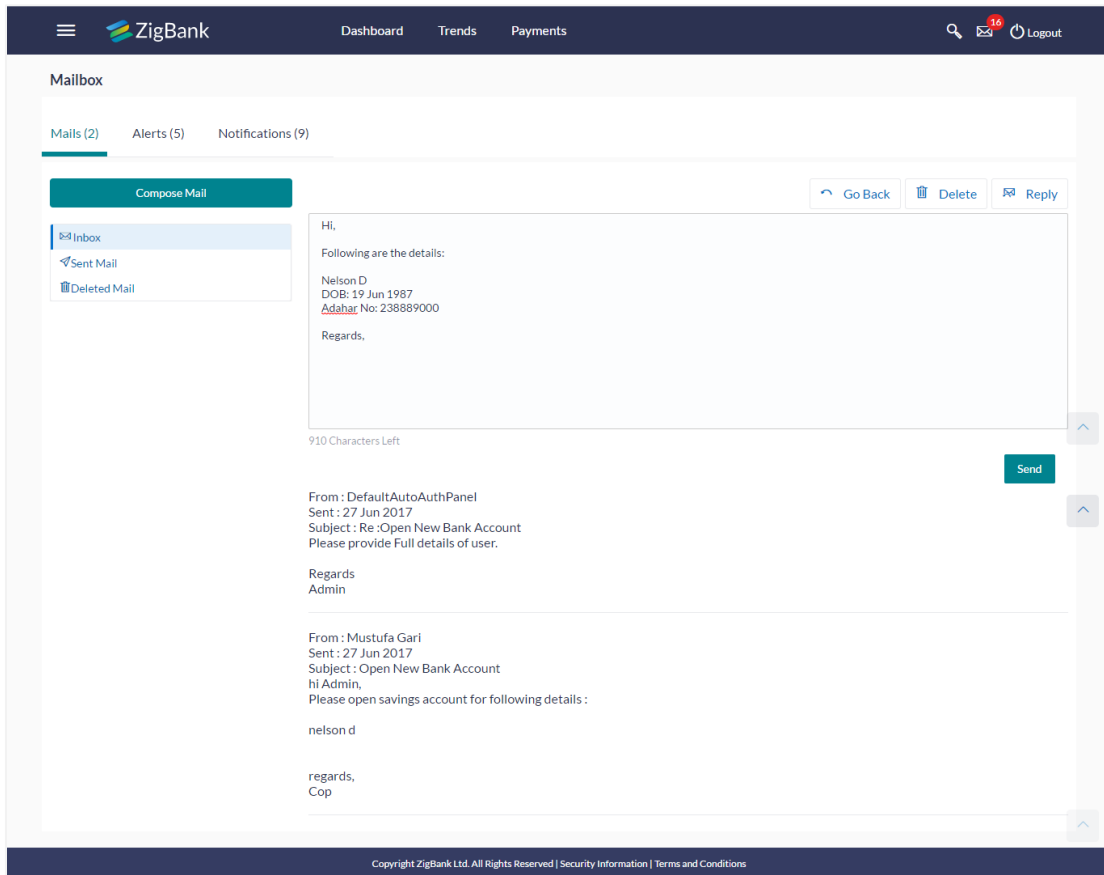 ZigBank
Dashboard Trends Payments
16
Logout
Mailbox
Mails (2) Alerts (5) Notifications (9)
Compose Mail
Go Back Delete Reply
Inbox
Sent Mail
Deleted Mail
Hi,
Following are the details:
Nelson D
DOB: 19 Jun 1987
Adahar No: 238889000
Regards,
910 Characters Left
Send
From : DefaultAutoAuthPanel
Sent : 27 Jun 2017
Subject : Re :Open New Bank Account
Please provide Full details of user.
Regards
Admin
From : Mustufa Gari
Sent : 27 Jun 2017
Subject : Open New Bank Account
hi Admin,
Please open savings account for following details :
nelson d
regards,
Cop
Copyright ZigBank Ltd. All Rights Reserved | Security Information | Terms and Conditions